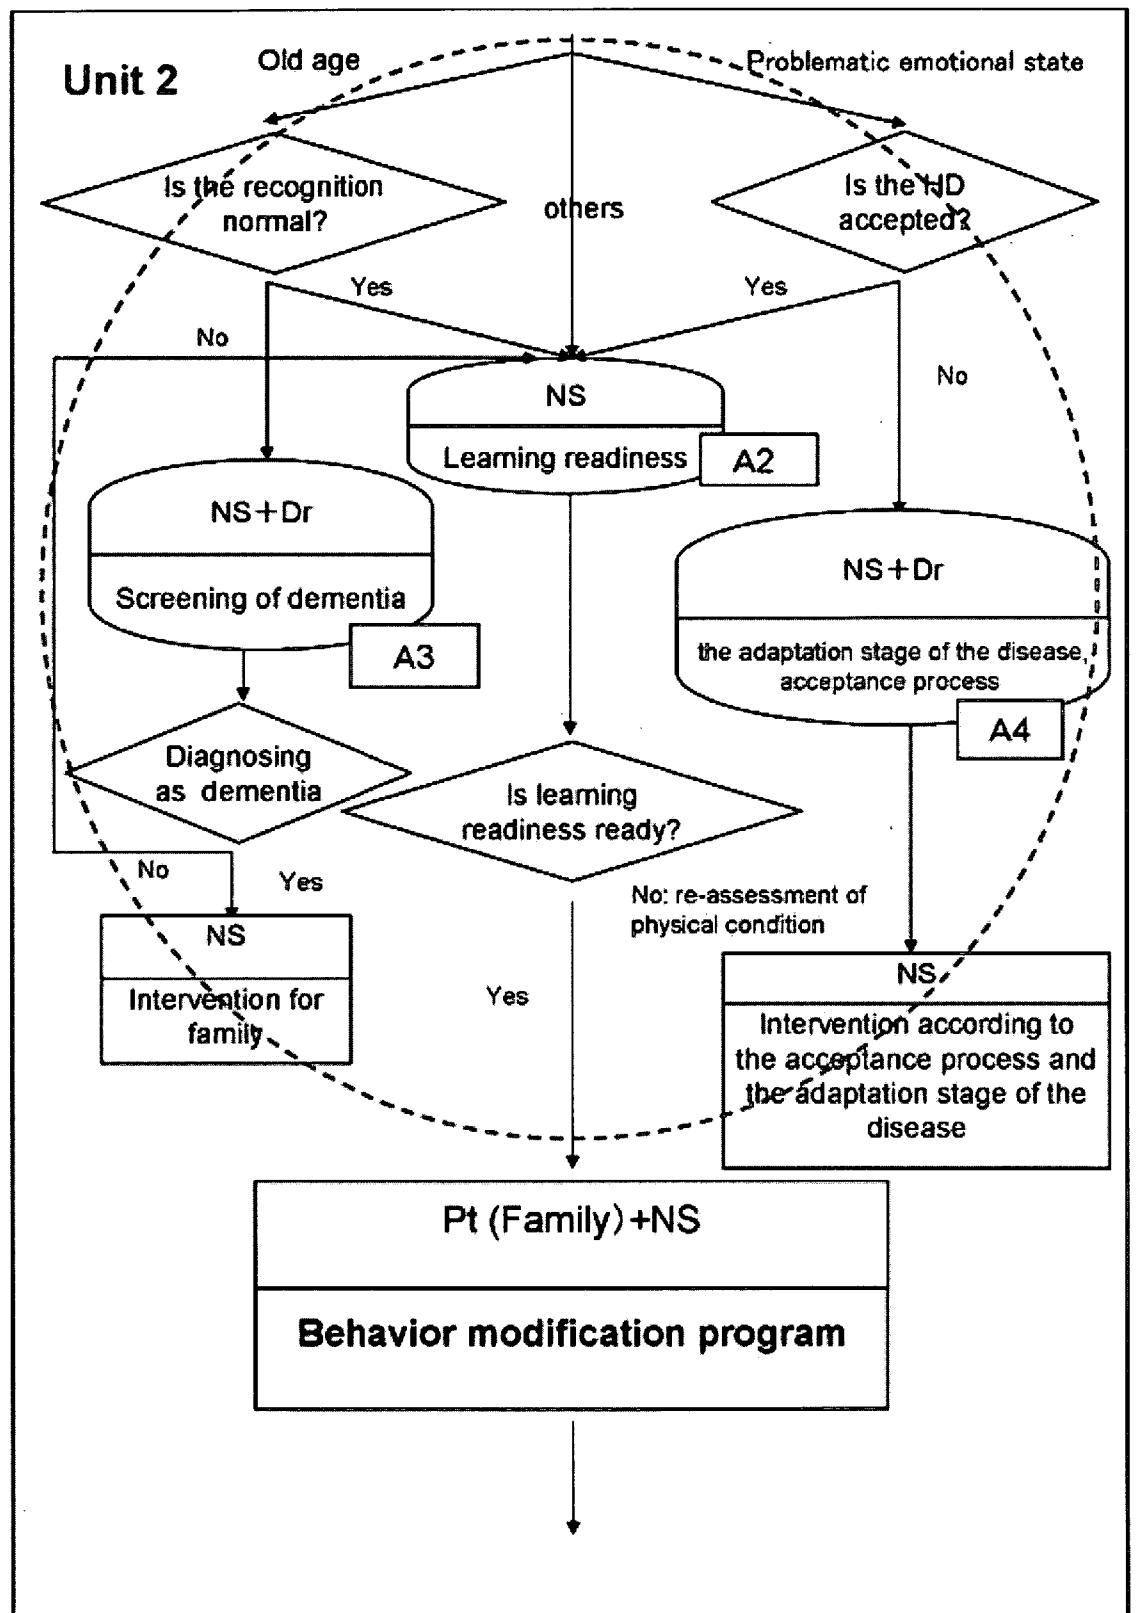 Unit 2
Old age
Problematic emotional state
Is the recognition
normal?
others
Is the HD
accepted?
Yes
Yes
No
No
NS
Learning readiness
A2
NS+Dr
Screening of dementia
A3
NS+Dr
the adaptation stage of the disease,
acceptance process
A4
Diagnosing
as dementia
Is learning
readiness ready?
No
Yes
No: re-assessment of
physical condition
NS
Intervention for
family
Yes
NS
Intervention according to
the acceptance process and
the adaptation stage of the
disease
Pt (Family)+NS
Behavior modification program